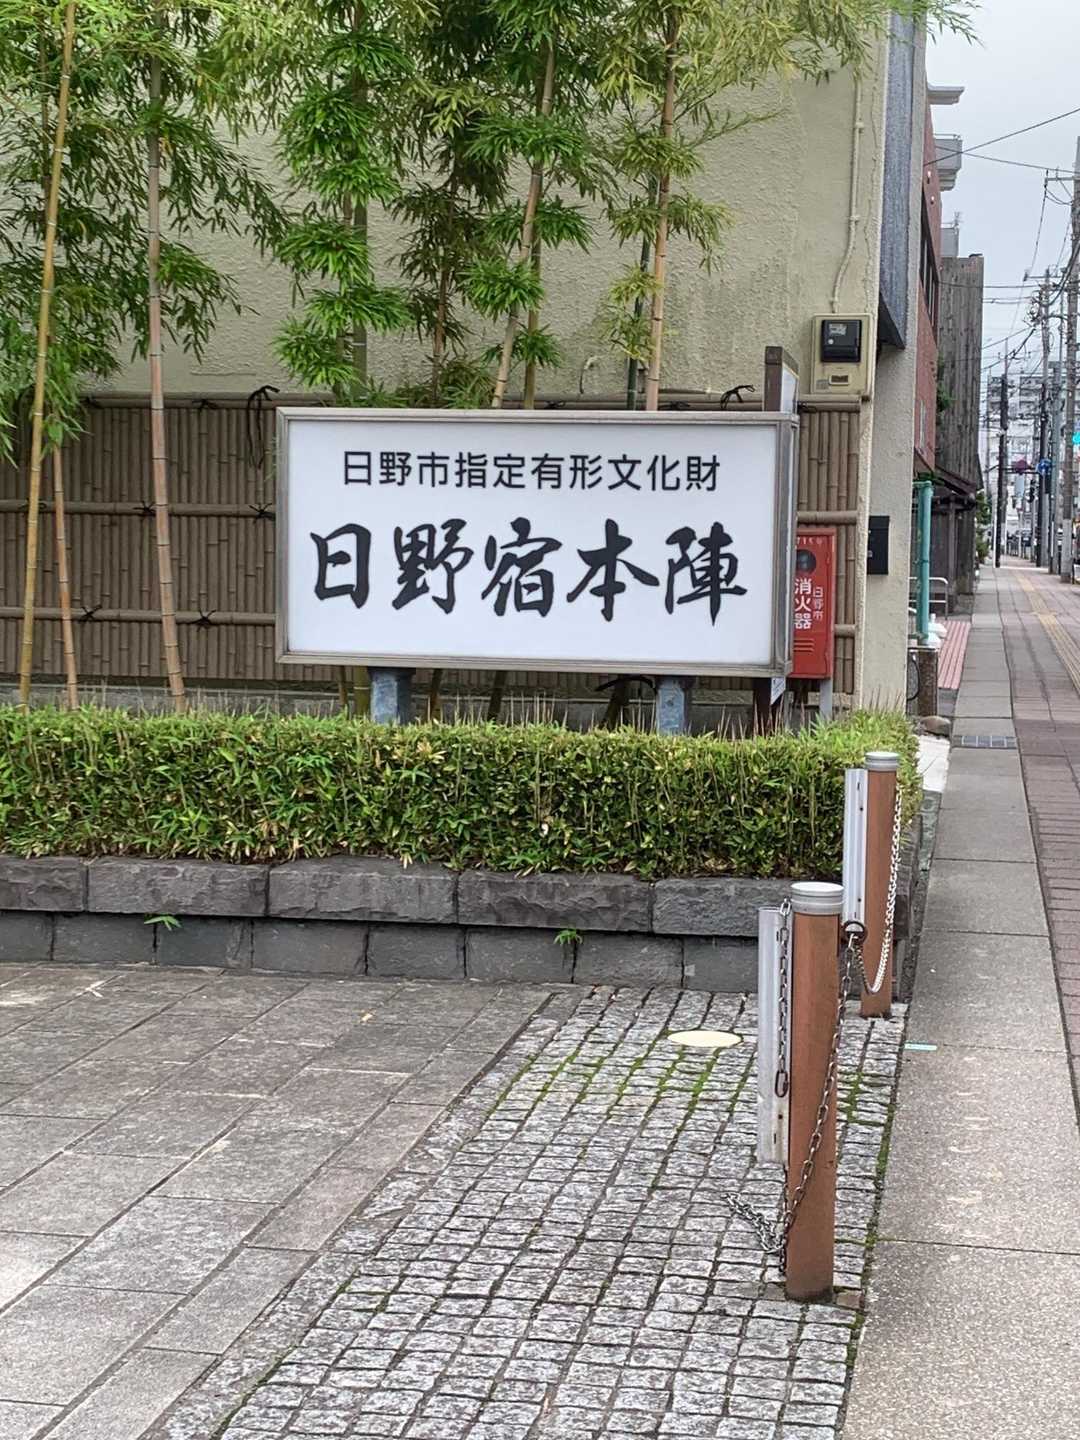 日野市指定有形文化財
日野宿本陣
消火器
日野市